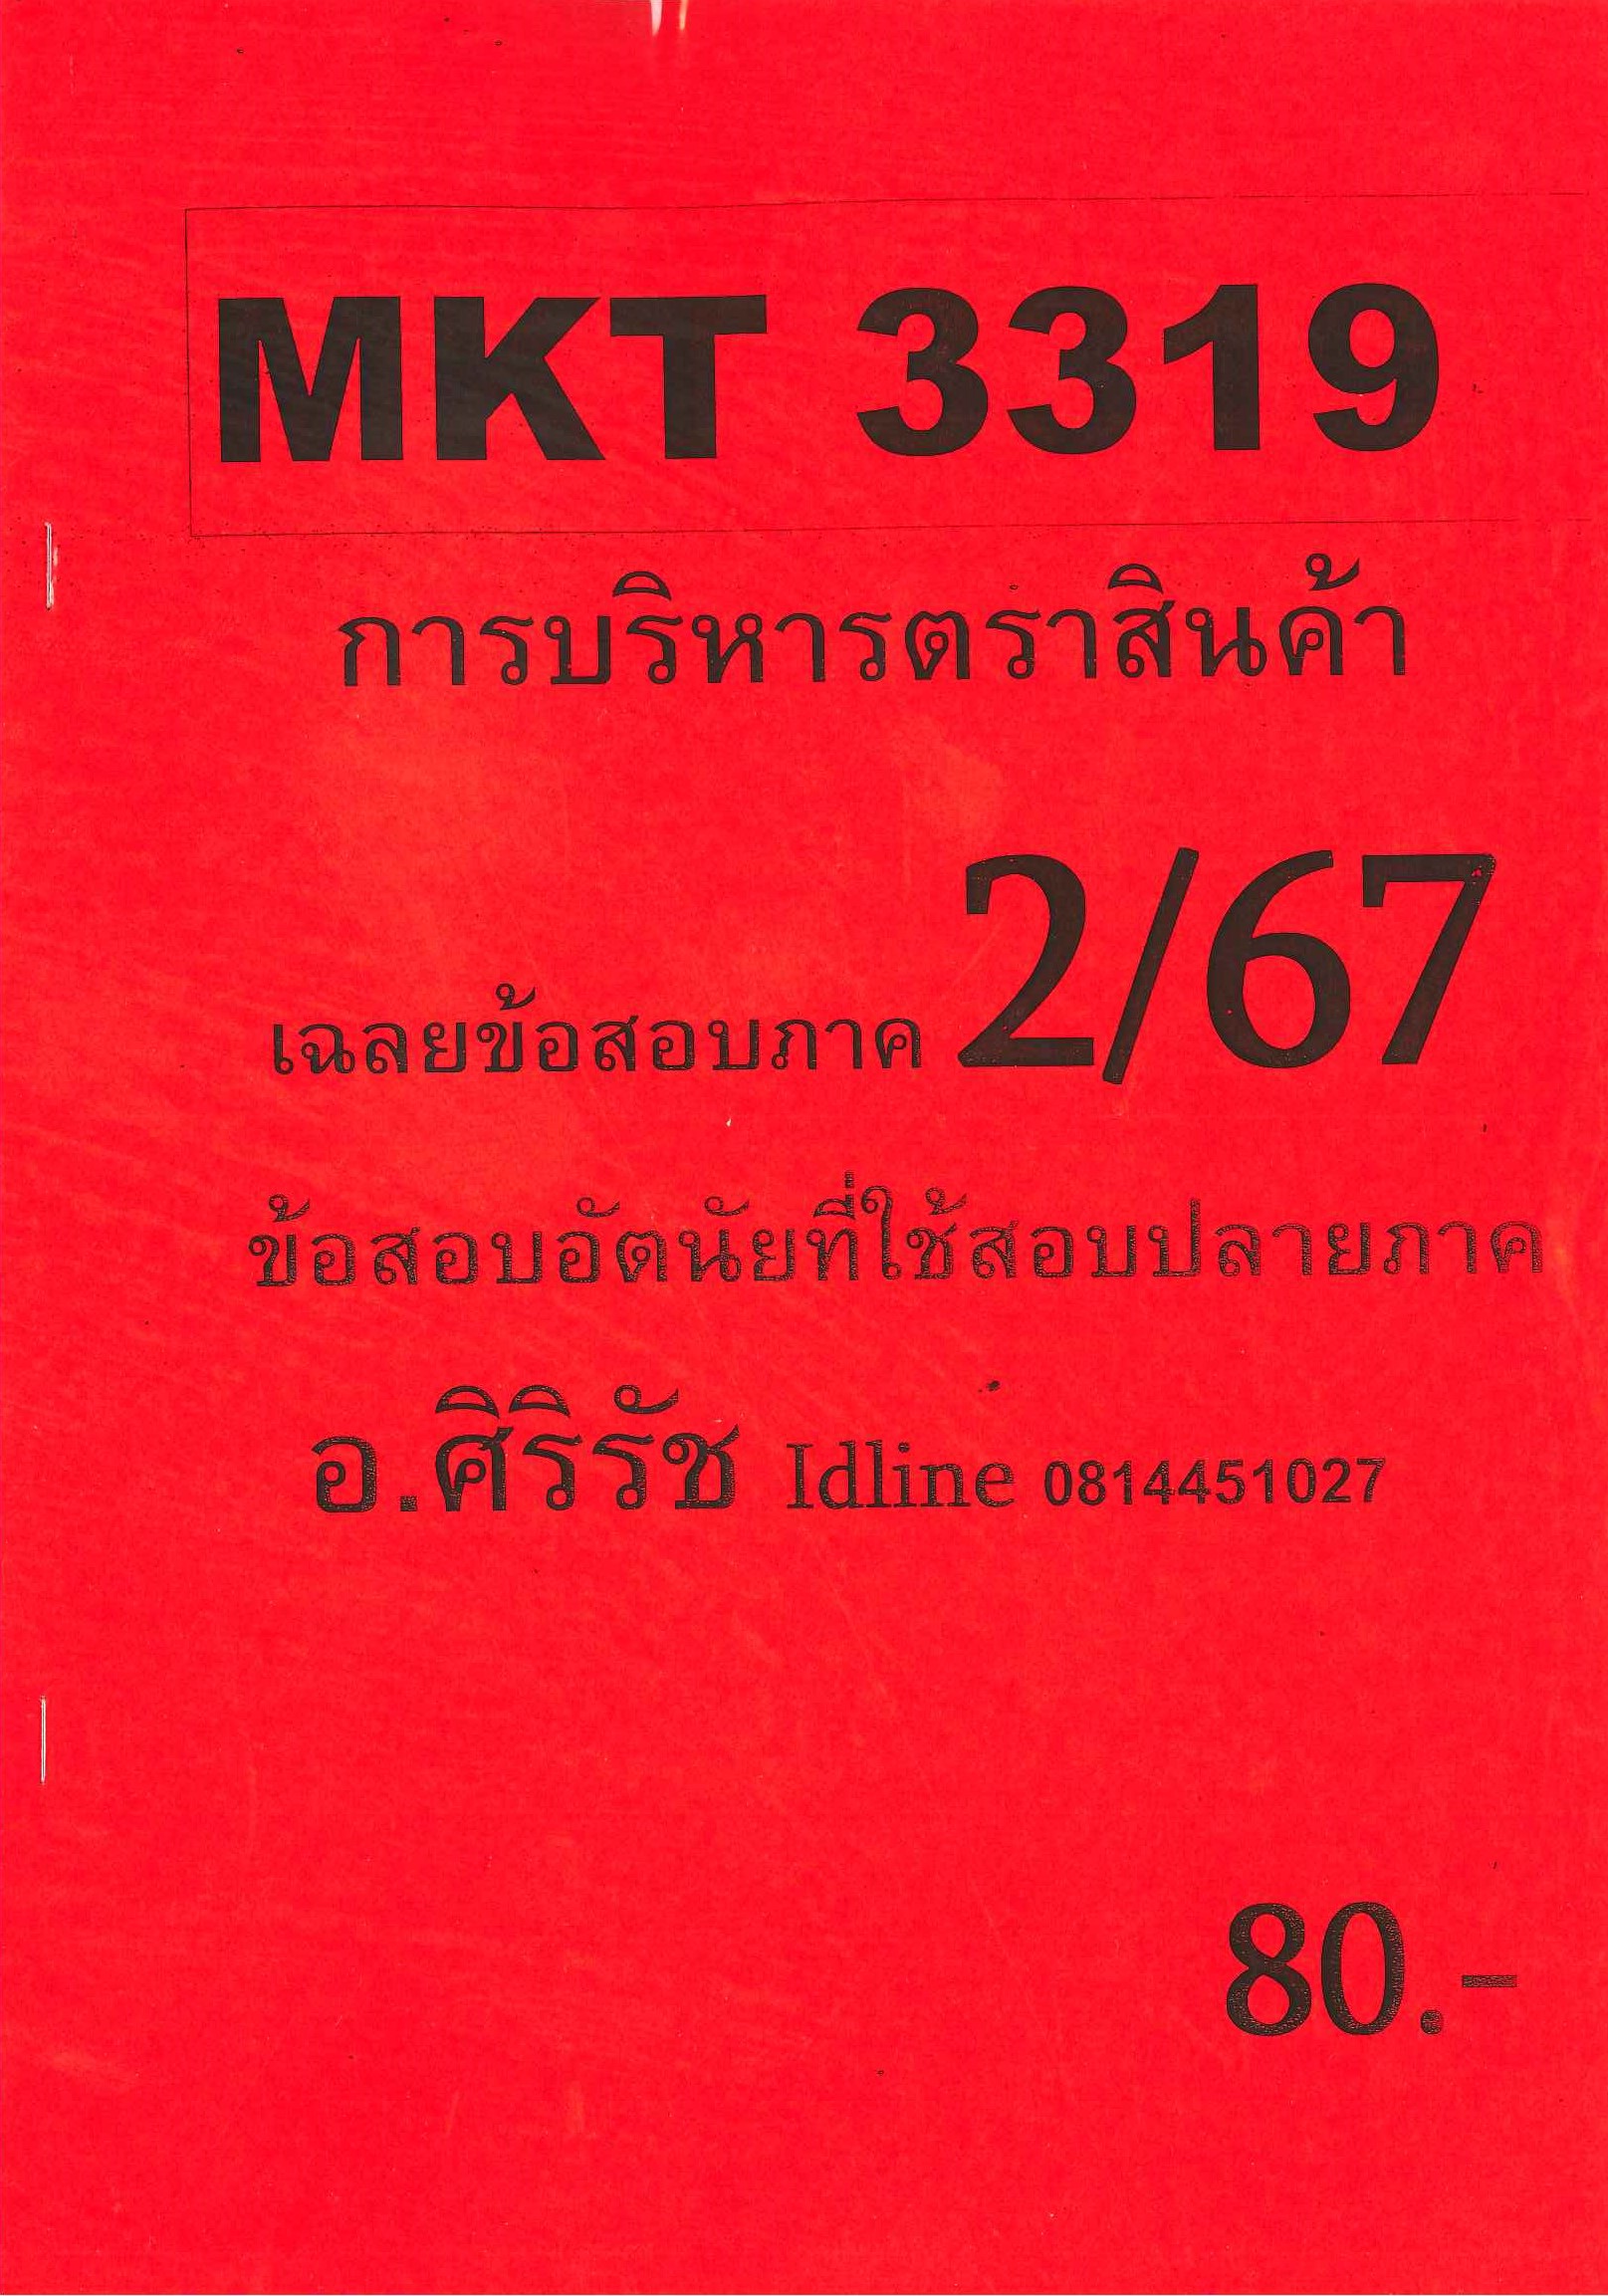 MKT 3319
การบริหารตราสินค้า
เฉลยข้อสอบภาค 2/67
ข้อสอบอัตนัยที่ใช้สอบปลายภาค
อ.ศิริรัช Idline 0814451027
80.-